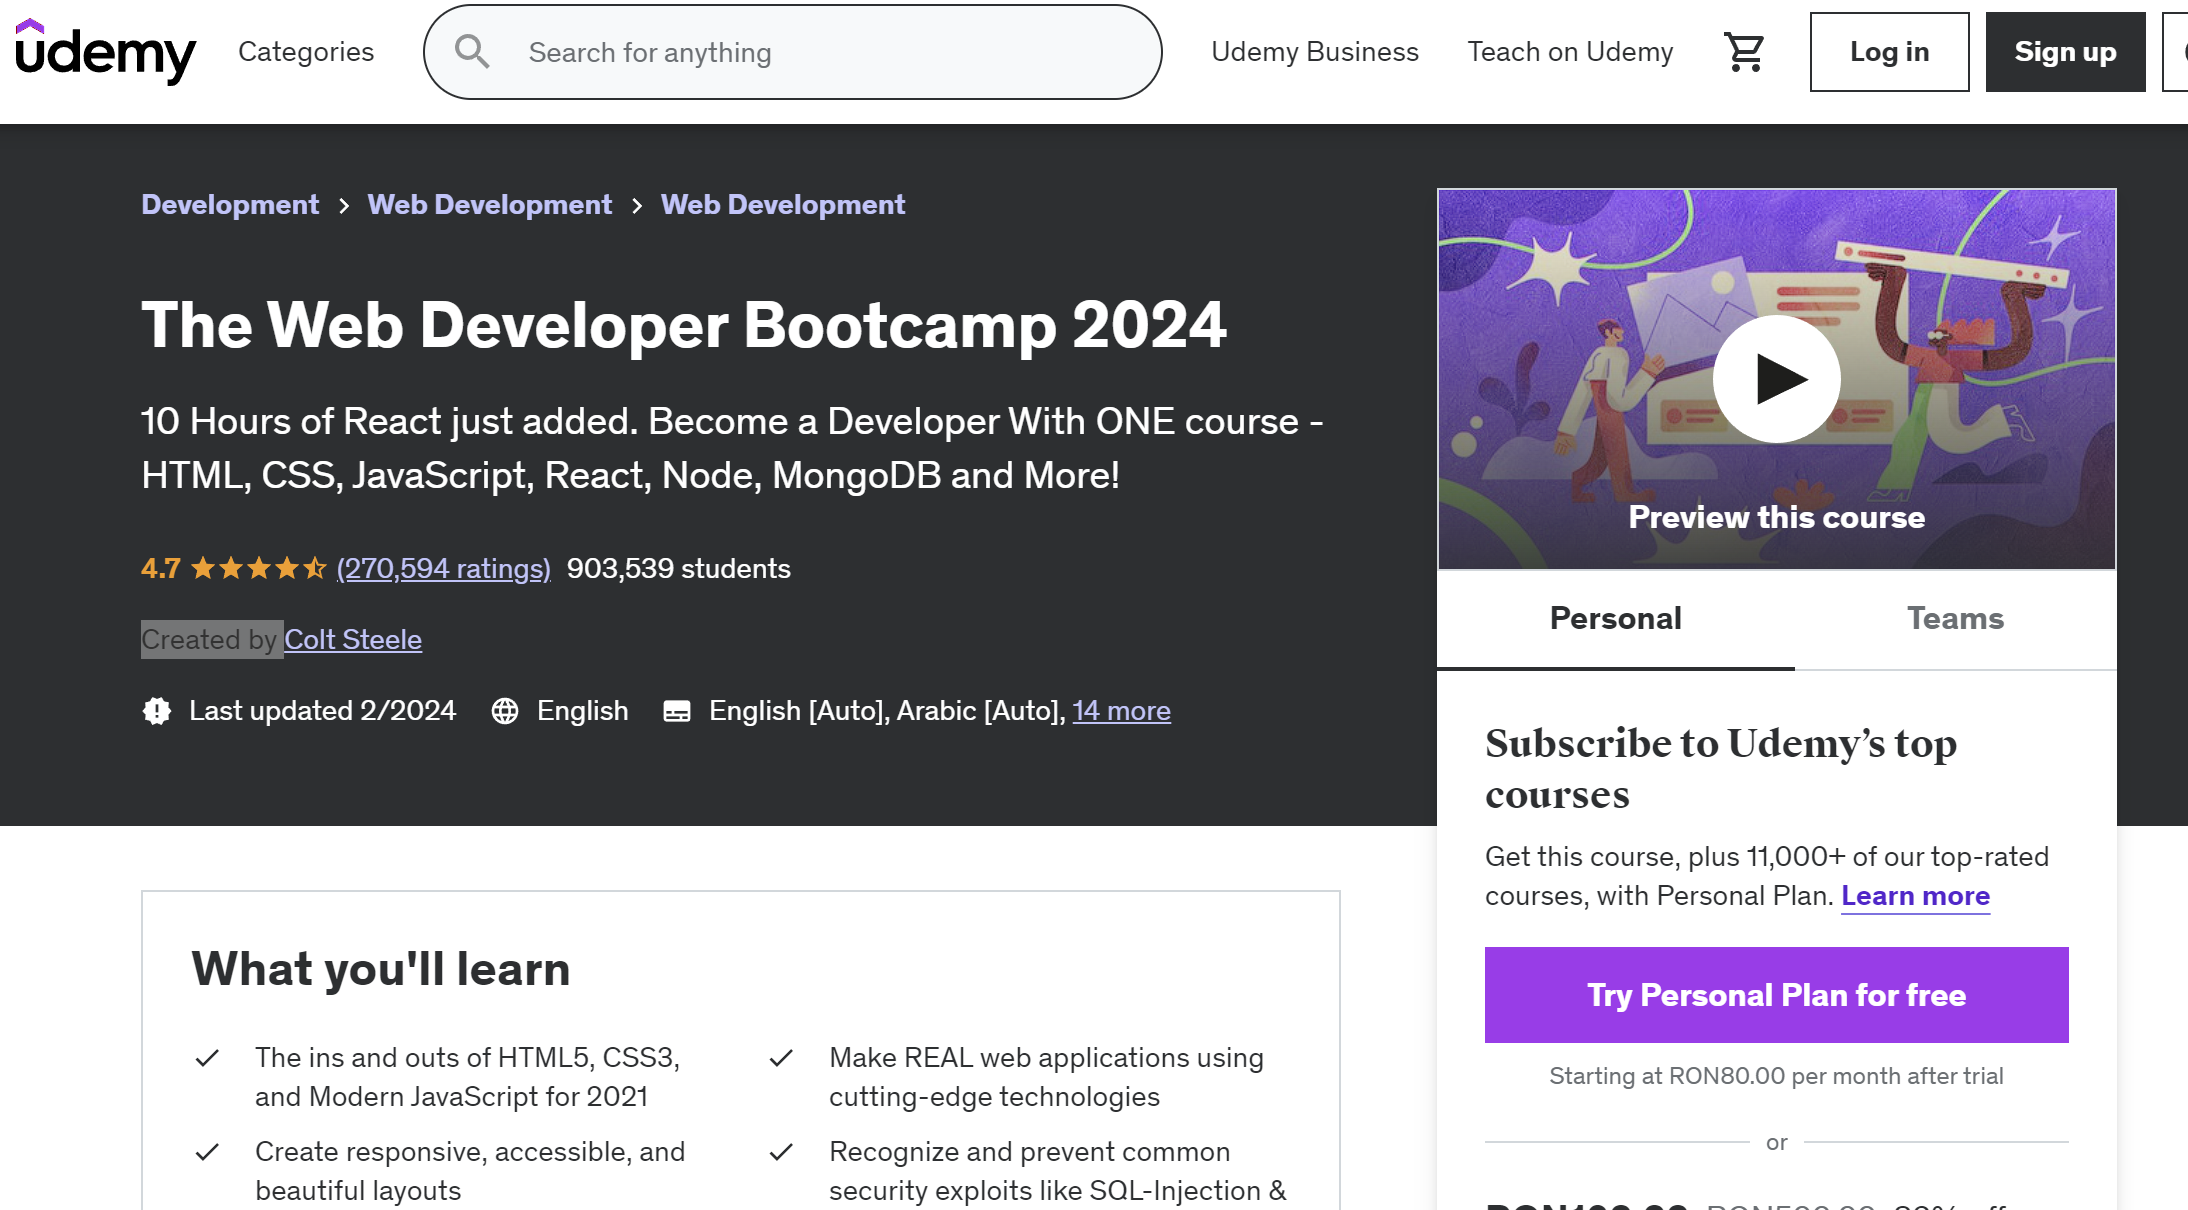 udemy
Categories
Search for anything
Udemy Business
Teach on Udemy
Log in
Sign up
Development > Web Development > Web Development
The Web Developer Bootcamp 2024
10 Hours of React just added. Become a Developer With ONE course -
HTML, CSS, JavaScript, React, Node, MongoDB and More!
4.7 (270,594 ratings) 903,539 students
Created by Colt Steele
Last updated 2/2024 English English [Auto], Arabic [Auto], 14 more
What you'll learn
The ins and outs of HTML5, CSS3,
and Modern JavaScript for 2021
Create responsive, accessible, and
beautiful layouts
Make REAL web applications using
cutting-edge technologies
Recognize and prevent common
security exploits like SQL-Injection &
Preview this course
Personal
Teams
Subscribe to Udemy’s top
courses
Get this course, plus 11,000+ of our top-rated
courses, with Personal Plan. Learn more
Try Personal Plan for free
Starting at RON80.00 per month after trial
or